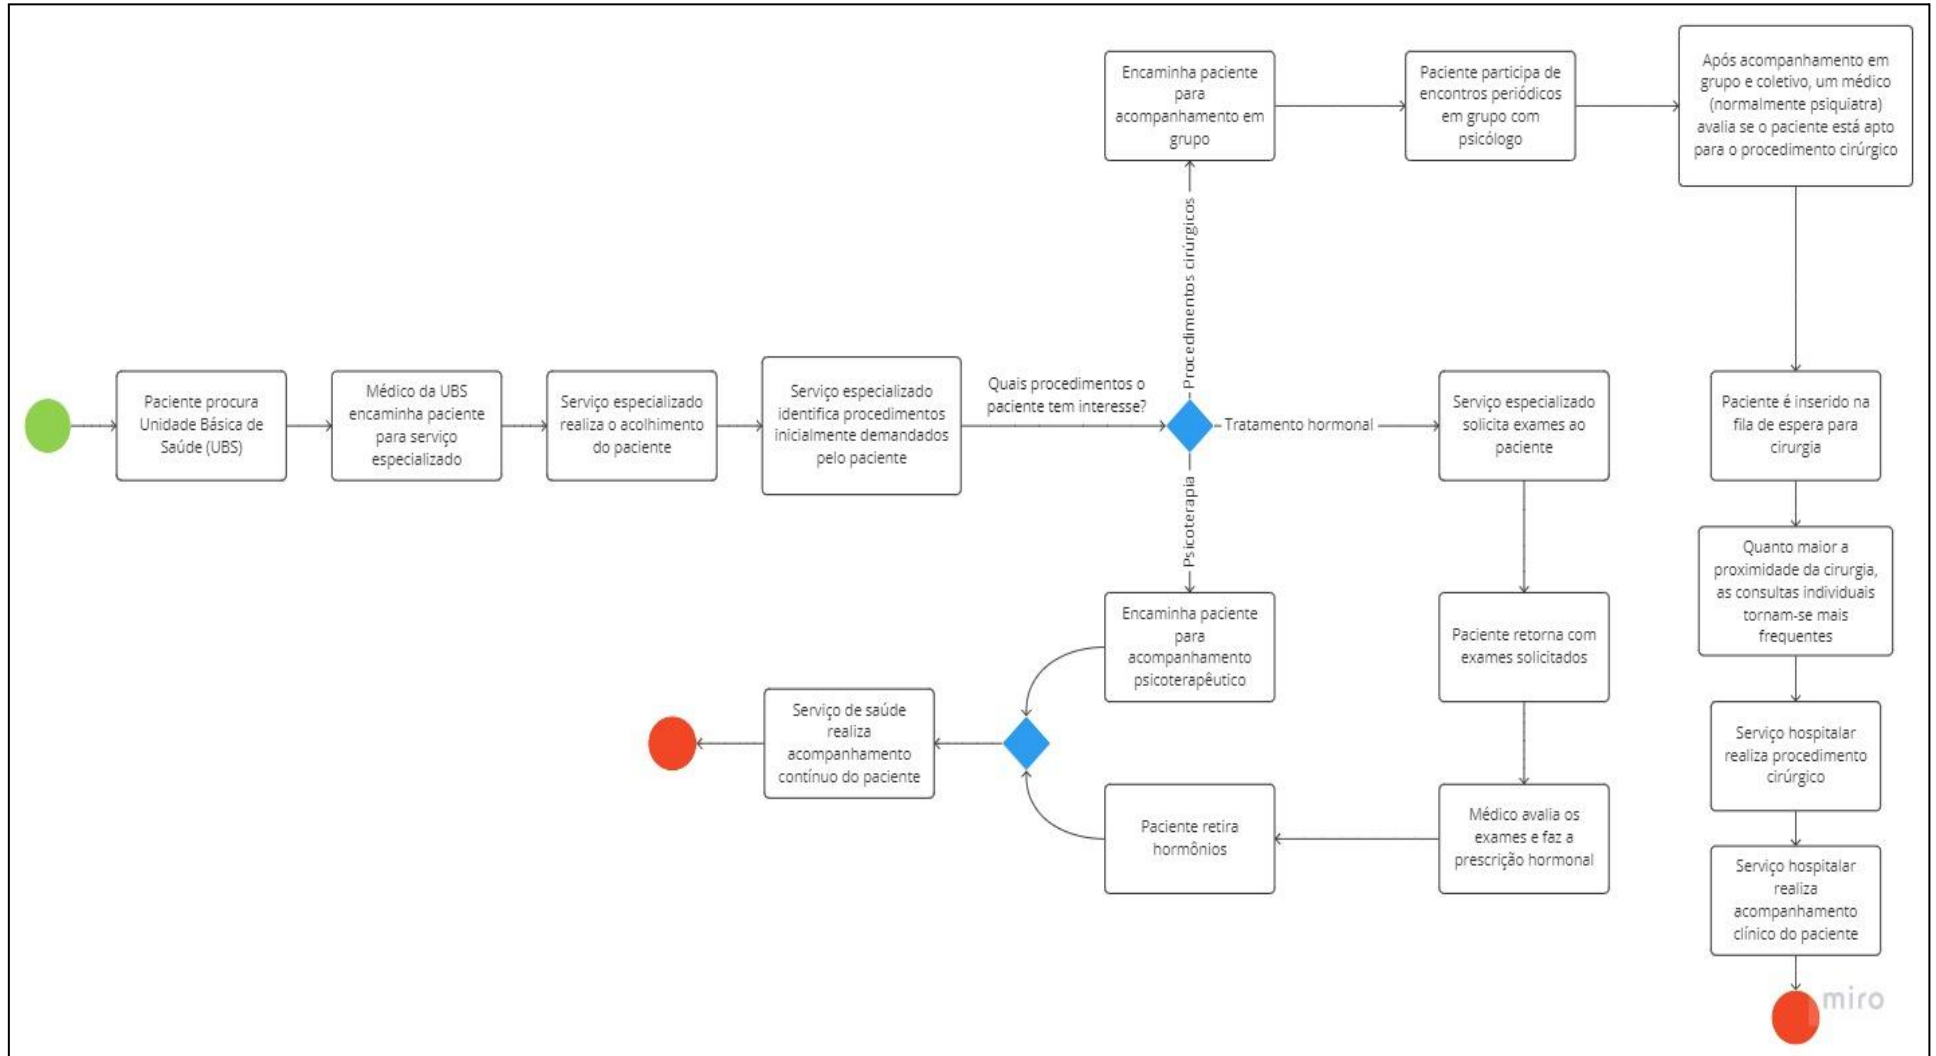 Encaminha paciente
para
acompanhamento em
grupo
Paciente participa de
encontros periódicos
em grupo com
psicólogo
Após acompanhamento em
grupo e coletivo, um médico
(normalmente psiquiatra)
avalia se o paciente está apto
para o procedimento cirúrgico
Procedimentos cirúrgicos
Paciente procura
Unidade Básica de
Saúde (UBS)
Médico da UBS
encaminha paciente
para serviço
especializado
Serviço especializado
realiza o acolhimento
do paciente
Serviço especializado
identifica procedimentos
inicialmente demandados
pelo paciente
Quais procedimentos o
paciente tem interesse?
Tratamento hormonal
Serviço especializado
solicita exames ao
paciente
Paciente é inserido na
fila de espera para
cirurgia
Psicoterapia
Quanto maior a
proximidade da cirurgia,
as consultas individuais
tornam-se mais
frequentes
Encaminha paciente
para
acompanhamento
psicoterapêutico
Paciente retorna com
exames solicitados
Serviço de saúde
realiza
acompanhamento
contínuo do paciente
Serviço hospitalar
realiza procedimento
cirúrgico
Paciente retira
hormônios
Médico avalia os
exames e faz a
prescrição hormonal
Serviço hospitalar
realiza
acompanhamento
clínico do paciente
miro